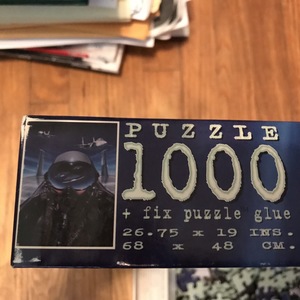 PUZZLE
1000
+ fix puzzle glue
26.75 x 19 INS.
68 x 48 CM.